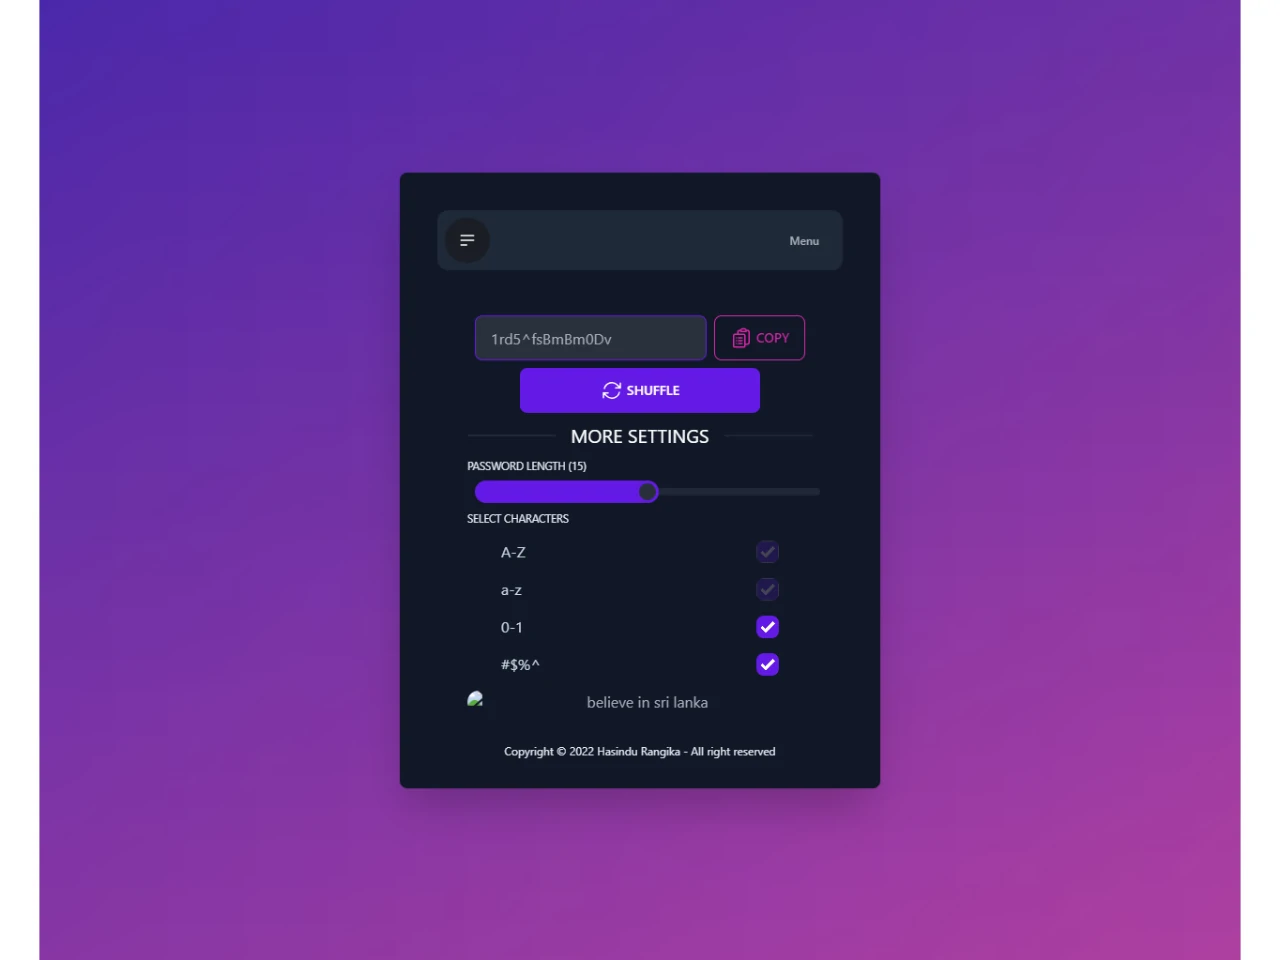 Menu
1rd5^fsBmBm0Dv
COPY
SHUFFLE
MORE SETTINGS
PASSWORD LENGTH (15)
SELECT CHARACTERS
A-Z
a-z
0-1
#$%^
believe in sri lanka
Copyright © 2022 Hasindu Rangika - All right reserved